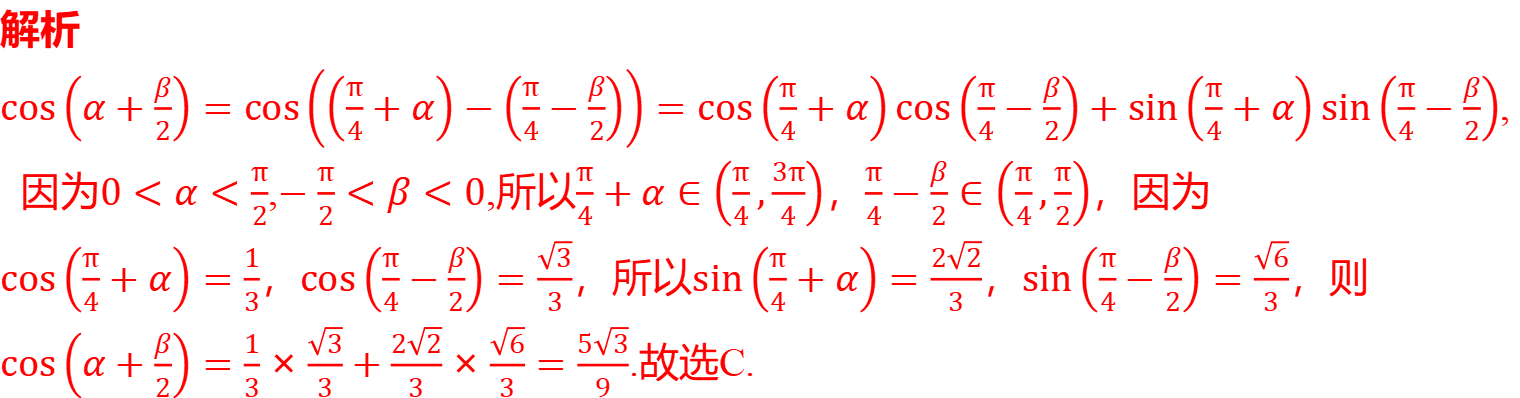 解析
cos(α + β/2) = cos((π/4 + α) − (π/4 − β/2)) = cos(π/4 + α) cos(π/4 − β/2) + sin(π/4 + α) sin(π/4 − β/2),
因为0 < α < π/2,− π/2 < β < 0,所以π/4 + α ∈ (π/4, 3π/4)，π/4 − β/2 ∈ (π/4, π/2)，因为
cos(π/4 + α) = 1/3，cos(π/4 − β/2) = √3/3，所以sin(π/4 + α) = 2√2/3，sin(π/4 − β/2) = √6/3，则
cos(α + β/2) = 1/3 × √3/3 + 2√2/3 × √6/3 = 5√3/9.故选C.